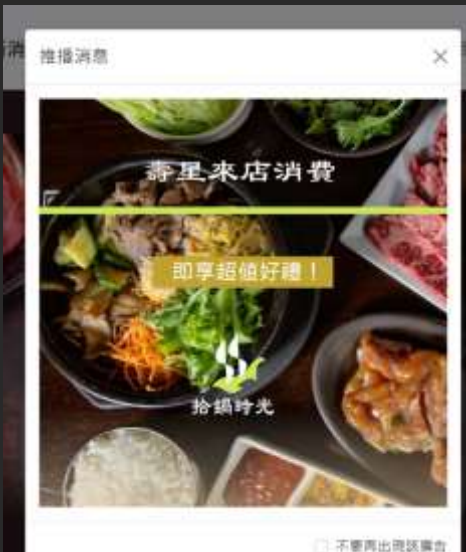 推播消息
壽星來店消費
即享超值好禮！
拾鍋時光
不要再出現該廣告